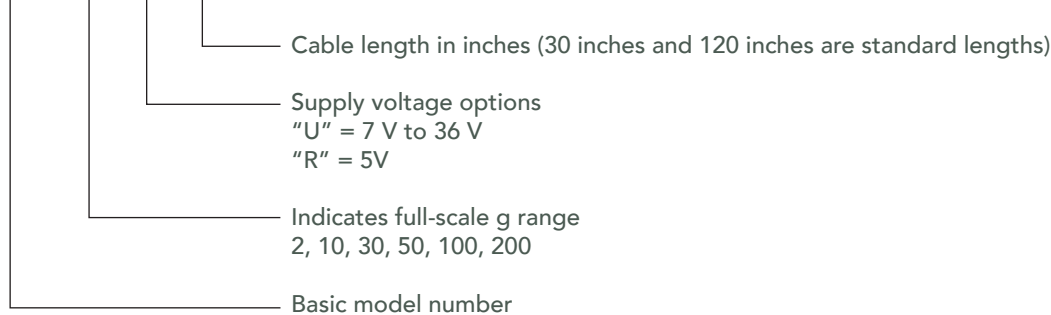 Cable length in inches (30 inches and 120 inches are standard lengths)
Supply voltage options
“U” = 7 V to 36 V
“R” = 5V
Indicates full-scale g range
2, 10, 30, 50, 100, 200
Basic model number